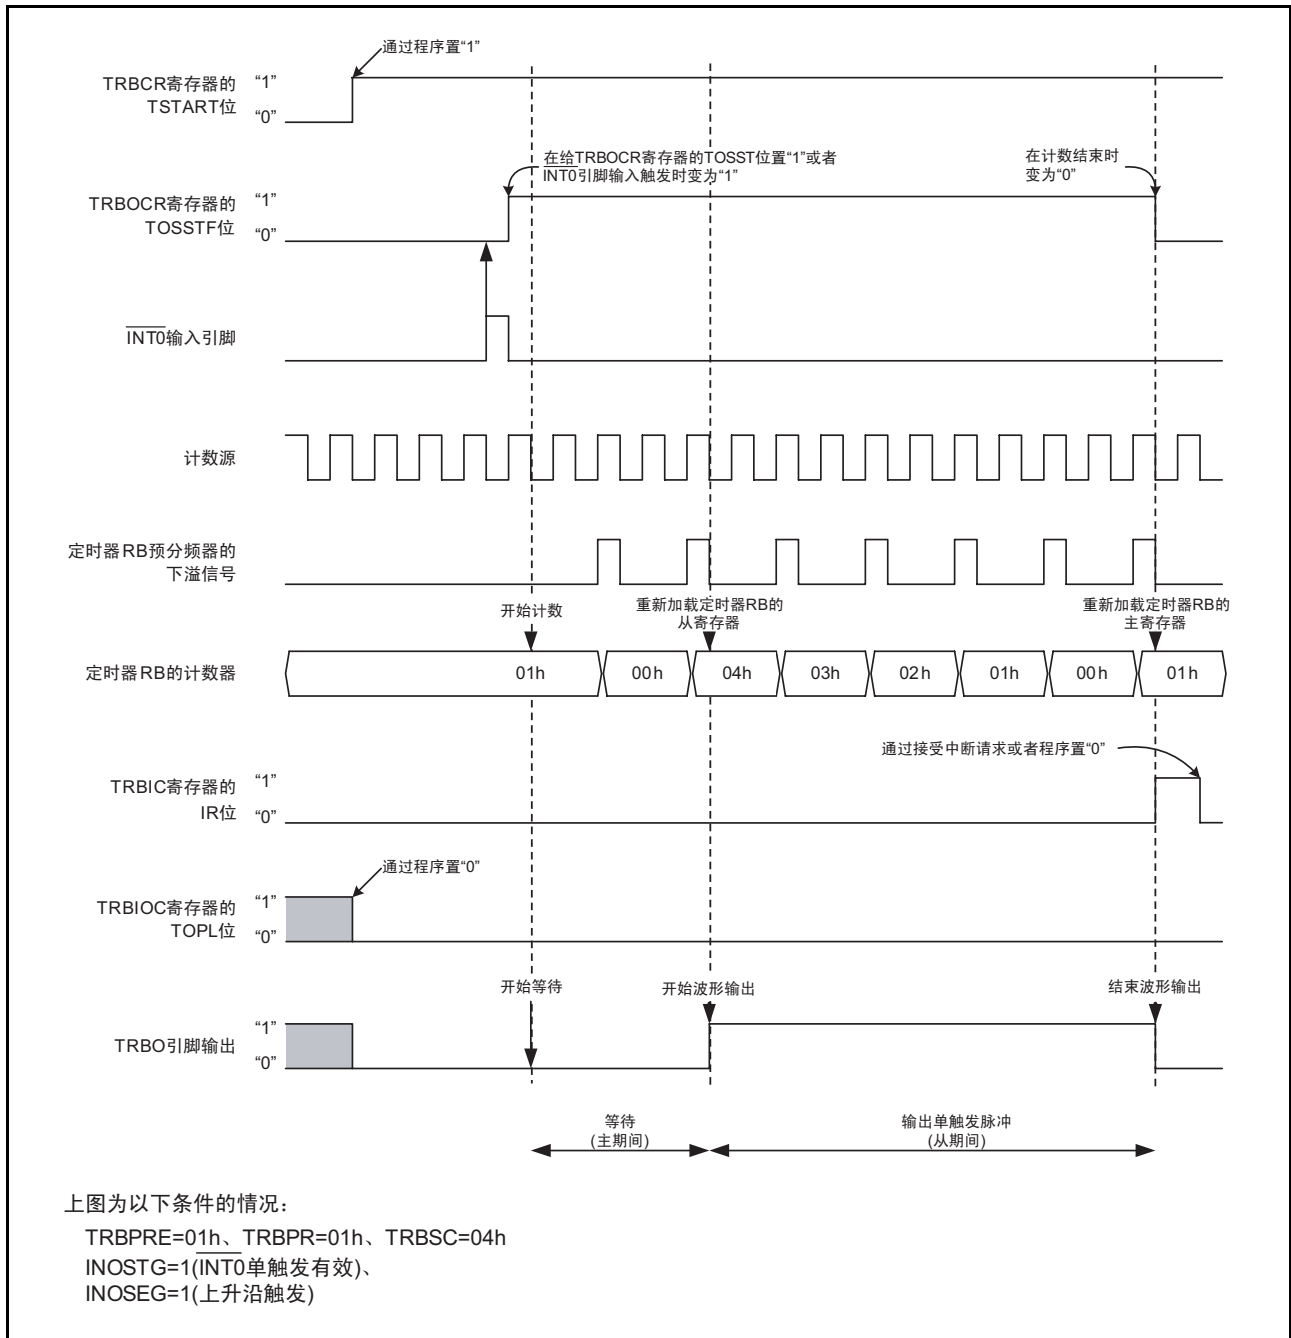 通过程序置“1”
TRBCR寄存器的
TSTART位
“1”
“0”
在给TRBOCR寄存器的TOSST位置“1”或者
INT0引脚输入触发时变为“1”
在计数结束时
变为“0”
TRBOCR寄存器的
TOSSTF位
“1”
“0”
INT0输入引脚
计数源
定时器RB预分频器的
下溢信号
开始计数
重新加载定时器RB的
从寄存器
重新加载定时器RB的
主寄存器
定时器RB的计数器
01h 00h 04h 03h 02h 01h 00h 01h
通过接受中断请求或者程序置“0”
TRBIC寄存器的
IR位
“1”
“0”
通过程序置“0”
TRBIOC寄存器的
TOPL位
“1”
“0”
开始等待
开始波形输出
结束波形输出
TRBO引脚输出
“1”
“0”
等待
(主期间)
输出单触发脉冲
(从期间)
上图为以下条件的情况：
TRBPRE=01h、TRBPR=01h、TRBSC=04h
INOSTG=1(INT0单触发有效)、
INOSEG=1(上升沿触发)